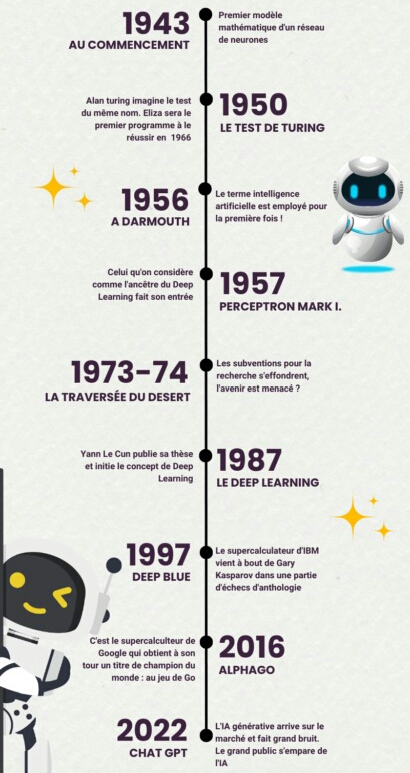 1943
AU COMMENCEMENT
Premier modèle
mathématique d'un réseau
de neurones
Alan turing imagine le test
du même nom. Eliza sera le
premier programme à le
réussir en 1966
1950
LE TEST DE TURING
1956
A DARMOUTH
Le terme intelligence
artificielle est employé pour
la première fois !
Celui qu'on considère
comme l'ancêtre du Deep
Learning fait son entrée
1957
PERCEPTRON MARK I.
1973-74
LA TRAVERSÉE DU DESERT
Les subventions pour la
recherche s'effondrent,
l'avenir est menacé ?
Yann Le Cun publie sa thèse
et initie le concept de Deep
Learning
1987
LE DEEP LEARNING
1997
DEEP BLUE
Le supercalculateur d'IBM
vient à bout de Gary
Kasparov dans une partie
d'échecs d'anthologie
C'est le supercalculteur de
Google qui obtient à son
tour un titre de champion du
monde : au jeu de Go
2016
ALPHAGO
2022
CHAT GPT
L'IA générative arrive sur le
marché et fait grand bruit.
Le grand public s'empare de
l'IA